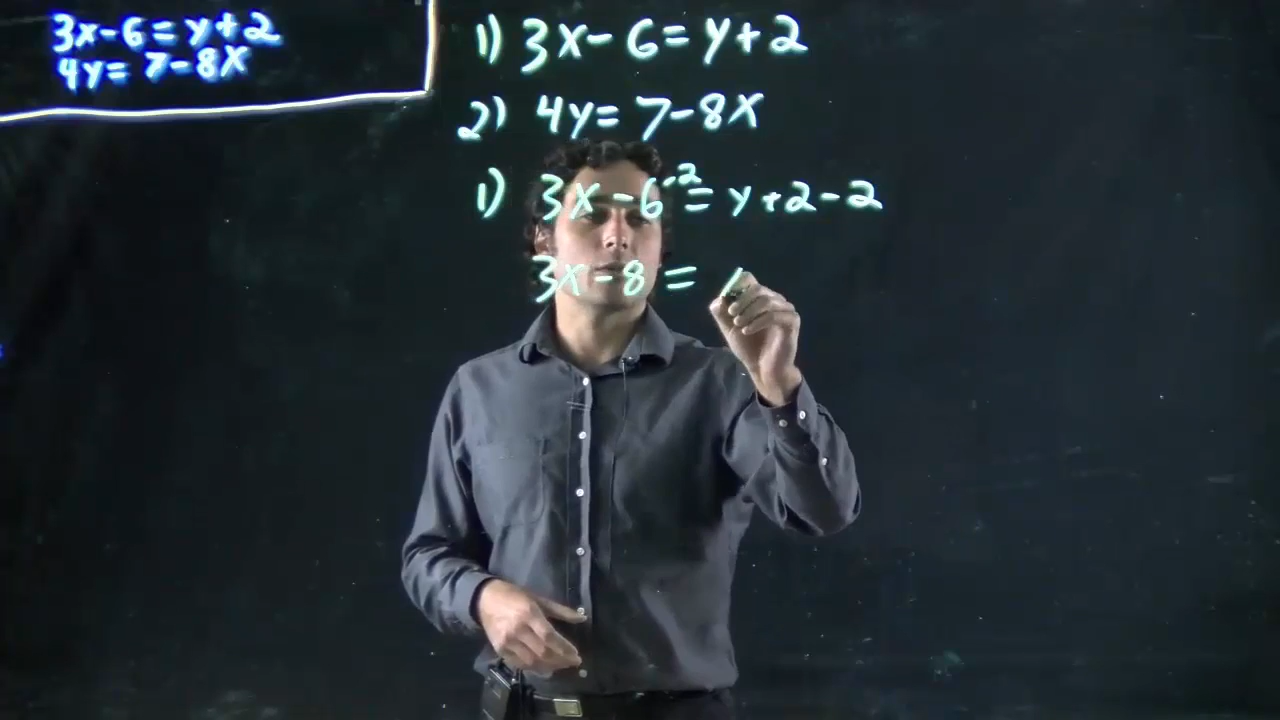 3x-6=y+2
4y= 7-8x
1) 3x-6=y+2
2) 4y=7-8x
1) 3x-6-2=y+2-2
3x-8=